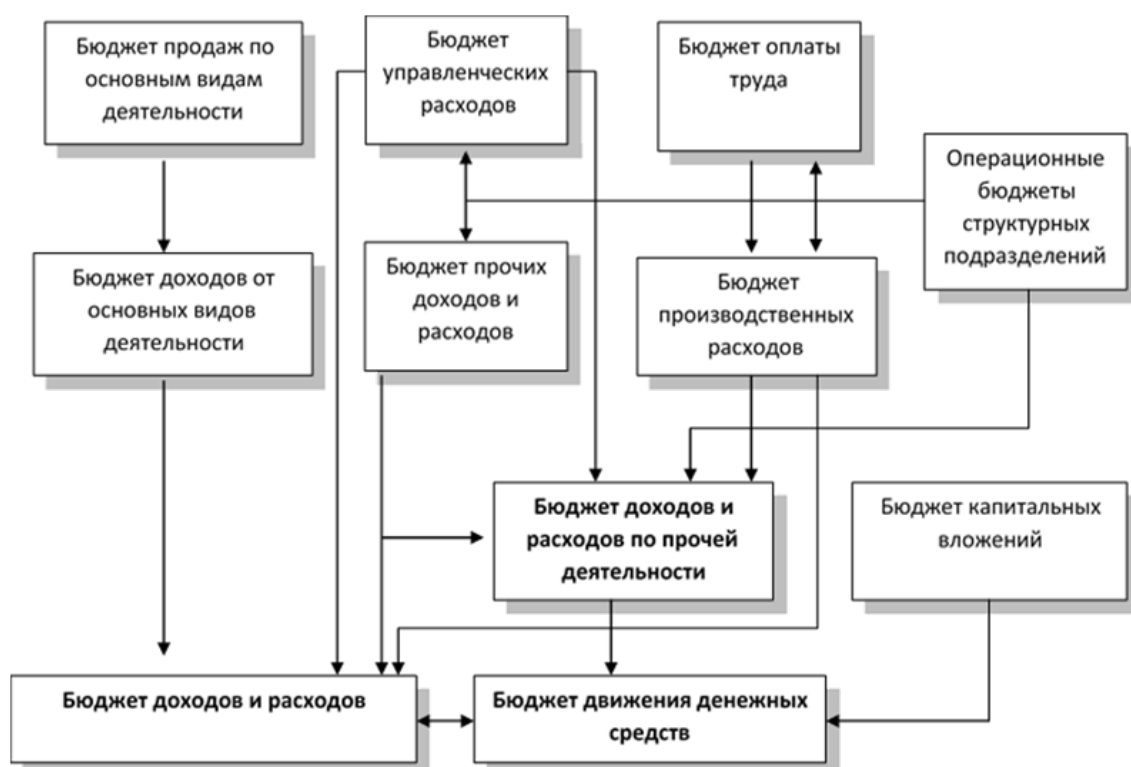 Бюджет продаж по
основным видам
деятельности
Бюджет
управленческих
расходов
Бюджет оплаты
труда
Операционные
бюджеты
структурных
подразделений
Бюджет доходов от
основных видов
деятельности
Бюджет прочих
доходов и
расходов
Бюджет
производственных
расходов
Бюджет доходов и
расходов по прочей
деятельности
Бюджет капитальных
вложений
Бюджет доходов и расходов
Бюджет движения денежных
средств